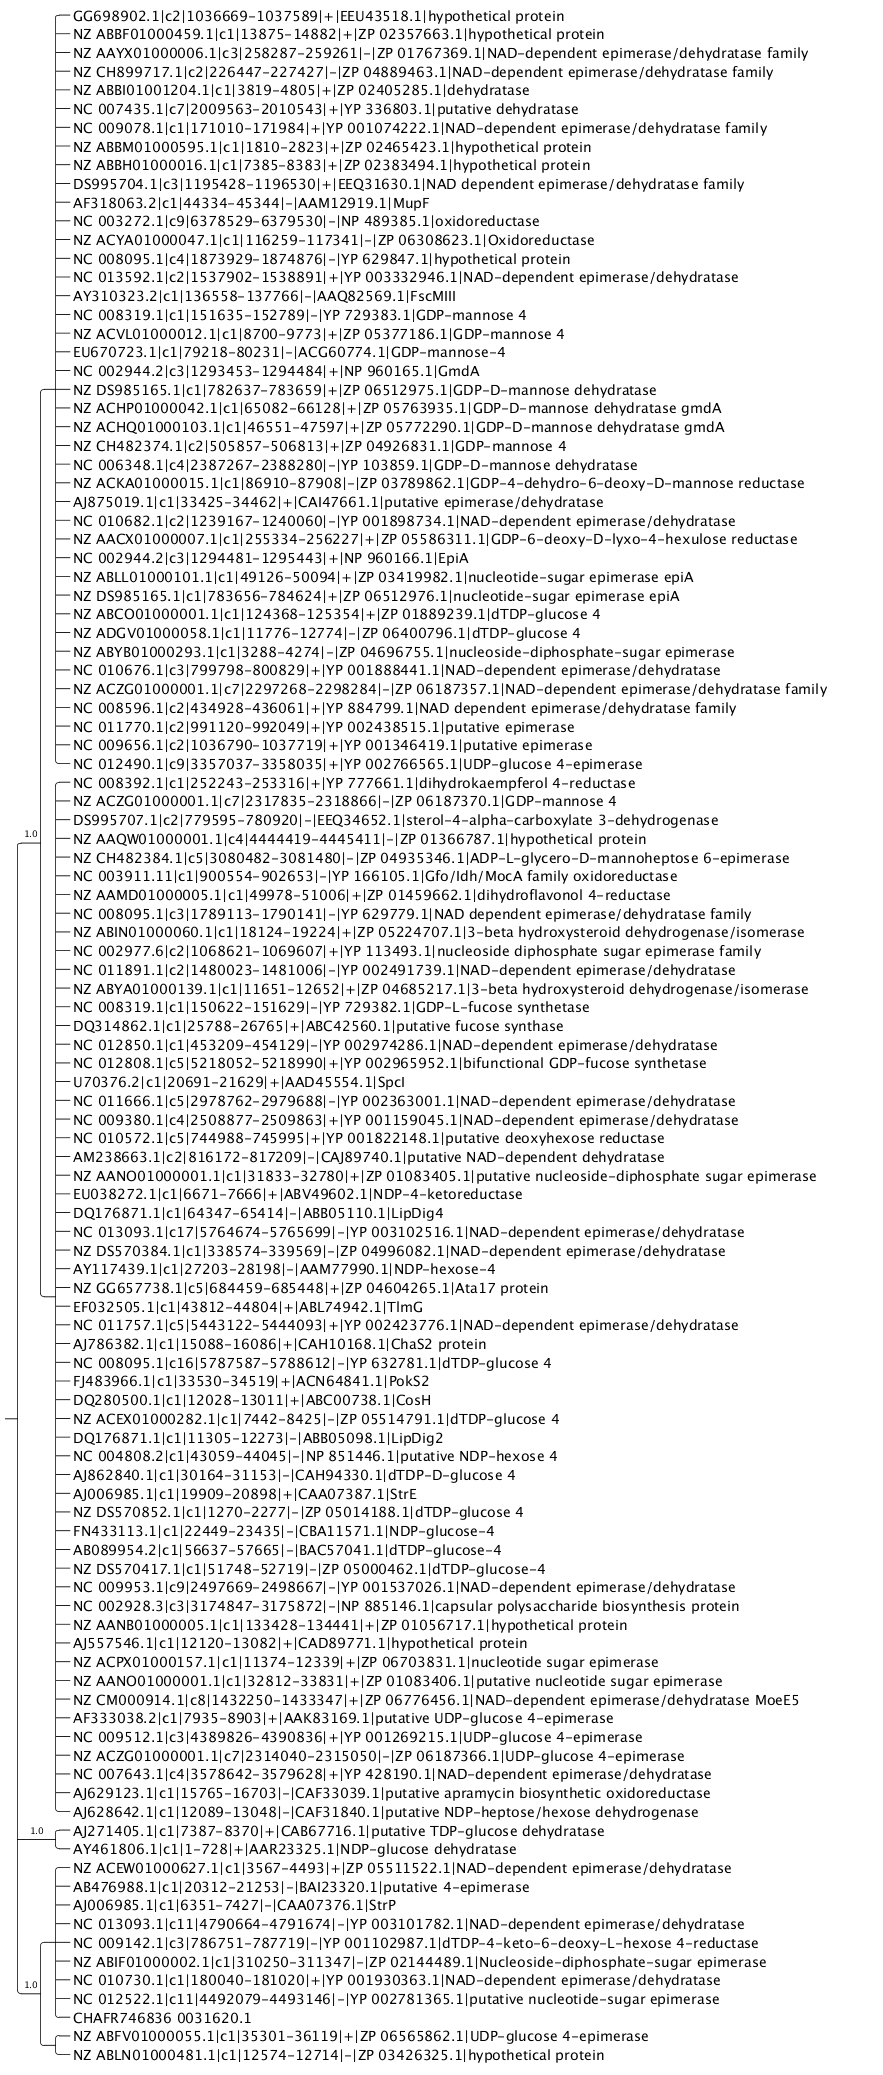 GG698902.1|c2|1036669-1037589|+|EEU43518.1|hypothetical protein
NZ ABBF01000459.1|c1|13875-14882|+|ZP 02357663.1|hypothetical protein
NZ AAYX01000006.1|c3|258287-259261|-|ZP 01767369.1|NAD-dependent epimerase/dehydratase family
NZ CH899717.1|c2|226447-227427|-|ZP 04889463.1|NAD-dependent epimerase/dehydratase family
NZ ABBI01001204.1|c1|3819-4805|+|ZP 02405285.1|dehydratase
NC 007435.1|c7|2009563-2010543|+|YP 336803.1|putative dehydratase
NC 009078.1|c1|171010-171984|+|YP 001074222.1|NAD-dependent epimerase/dehydratase family
NZ ABBM01000595.1|c1|1810-2823|+|ZP 02465423.1|hypothetical protein
NZ ABBH01000016.1|c1|7385-8383|+|ZP 02383494.1|hypothetical protein
DS995704.1|c3|1195428-1196530|+|EEQ31630.1|NAD dependent epimerase/dehydratase family
AF318063.2|c1|44334-45344|-|AAM12919.1|MupF
NC 003272.1|c9|6378529-6379530|-|NP 489385.1|oxidoreductase
NZ ACYA01000047.1|c1|116259-117341|-|ZP 06308623.1|Oxidoreductase
NC 008095.1|c4|1873929-1874876|-|YP 629847.1|hypothetical protein
NC 013592.1|c2|1537902-1538891|+|YP 003332946.1|NAD-dependent epimerase/dehydratase
AY310323.2|c1|136558-137766|-|AAQ82569.1|FscMIII
NC 008319.1|c1|151635-152789|-|YP 729383.1|GDP-mannose 4
NZ ACVL01000012.1|c1|8700-9773|+|ZP 05377186.1|GDP-mannose 4
EU670723.1|c1|79218-80231|-|ACG60774.1|GDP-mannose-4
NC 002944.2|c3|1293453-1294484|+|NP 960165.1|GmdA
NZ DS985165.1|c1|782637-783659|+|ZP 06512975.1|GDP-D-mannose dehydratase
NZ ACHP01000042.1|c1|65082-66128|+|ZP 05763935.1|GDP-D-mannose dehydratase gmdA
NZ ACHQ01000103.1|c1|46551-47597|+|ZP 05772290.1|GDP-D-mannose dehydratase gmdA
NZ CH482374.1|c2|505857-506813|+|ZP 04926831.1|GDP-mannose 4
NC 006348.1|c4|2387267-2388280|-|YP 103859.1|GDP-D-mannose dehydratase
NZ ACKA01000015.1|c1|86910-87908|-|ZP 03789862.1|GDP-4-dehydro-6-deoxy-D-mannose reductase
AJ875019.1|c1|33425-34462|+|CAI47661.1|putative epimerase/dehydratase
NC 010682.1|c2|1239167-1240060|-|YP 001898734.1|NAD-dependent epimerase/dehydratase
NZ AACX01000007.1|c1|255334-256227|+|ZP 05586311.1|GDP-6-deoxy-D-lyxo-4-hexulose reductase
NC 002944.2|c3|1294481-1295443|+|NP 960166.1|EpiA
NZ ABLL01000101.1|c1|49126-50094|+|ZP 03419982.1|nucleotide-sugar epimerase epiA
NZ DS985165.1|c1|783656-784624|+|ZP 06512976.1|nucleotide-sugar epimerase epiA
NZ ABCO01000001.1|c1|124368-125354|+|ZP 01889239.1|dTDP-glucose 4
NZ ADGV01000058.1|c1|11776-12774|-|ZP 06400796.1|dTDP-glucose 4
NZ ABYB01000293.1|c1|3288-4274|-|ZP 04696755.1|nucleoside-diphosphate-sugar epimerase
NC 010676.1|c3|799798-800829|+|YP 001888441.1|NAD-dependent epimerase/dehydratase
NZ ACZG01000001.1|c7|2297268-2298284|-|ZP 06187357.1|NAD-dependent epimerase/dehydratase family
NC 008596.1|c2|434928-436061|+|YP 884799.1|NAD dependent epimerase/dehydratase family
NC 011770.1|c2|991120-992049|+|YP 002438515.1|putative epimerase
NC 009656.1|c2|1036790-1037719|+|YP 001346419.1|putative epimerase
NC 012490.1|c9|3357037-3358035|+|YP 002766565.1|UDP-glucose 4-epimerase
NC 008392.1|c1|252243-253316|+|YP 777661.1|dihydrokaempferol 4-reductase
NZ ACZG01000001.1|c7|2317835-2318866|-|ZP 06187370.1|GDP-mannose 4
DS995707.1|c2|779595-780920|-|EEQ34652.1|sterol-4-alpha-carboxylate 3-dehydrogenase
1.0
NZ AAQW01000001.1|c4|4444419-4445411|-|ZP 01366787.1|hypothetical protein
NZ CH482384.1|c5|3080482-3081480|-|ZP 04935346.1|ADP-L-glycero-D-mannoheptose 6-epimerase
NC 003911.11|c1|900554-902653|-|YP 166105.1|Gfo/Idh/MocA family oxidoreductase
NZ AAMD01000005.1|c1|49978-51006|+|ZP 01459662.1|dihydroflavonol 4-reductase
NC 008095.1|c3|1789113-1790141|-|YP 629779.1|NAD dependent epimerase/dehydratase family
NZ ABIN01000060.1|c1|18124-19224|+|ZP 05224707.1|3-beta hydroxysteroid dehydrogenase/isomerase
NC 002977.6|c2|1068621-1069607|+|YP 113493.1|nucleoside diphosphate sugar epimerase family
NC 011891.1|c2|1480023-1481006|-|YP 002491739.1|NAD-dependent epimerase/dehydratase
NZ ABYA01000139.1|c1|11651-12652|+|ZP 04685217.1|3-beta hydroxysteroid dehydrogenase/isomerase
NC 008319.1|c1|150622-151629|-|YP 729382.1|GDP-L-fucose synthetase
DQ314862.1|c1|25788-26765|+|ABC42560.1|putative fucose synthase
NC 012850.1|c1|453209-454129|-|YP 002974286.1|NAD-dependent epimerase/dehydratase
NC 012808.1|c5|5218052-5218990|+|YP 002965952.1|bifunctional GDP-fucose synthetase
U70376.2|c1|20691-21629|+|AAD45554.1|SpcI
NC 011666.1|c5|2978762-2979688|-|YP 002363001.1|NAD-dependent epimerase/dehydratase
NC 009380.1|c4|2508877-2509863|+|YP 001159045.1|NAD-dependent epimerase/dehydratase
NC 010572.1|c5|744988-745995|+|YP 001822148.1|putative deoxyhexose reductase
AM238663.1|c2|816172-817209|-|CAJ89740.1|putative NAD-dependent dehydratase
NZ AANO01000001.1|c1|31833-32780|+|ZP 01083405.1|putative nucleoside-diphosphate sugar epimerase
EU038272.1|c1|6671-7666|+|ABV49602.1|NDP-4-ketoreductase
DQ176871.1|c1|64347-65414|-|ABB05110.1|LipDig4
NC 013093.1|c17|5764674-5765699|-|YP 003102516.1|NAD-dependent epimerase/dehydratase
NZ DS570384.1|c1|338574-339569|-|ZP 04996082.1|NAD-dependent epimerase/dehydratase
AY117439.1|c1|27203-28198|-|AAM77990.1|NDP-hexose-4
NZ GG657738.1|c5|684459-685448|+|ZP 04604265.1|Ata17 protein
EF032505.1|c1|43812-44804|+|ABL74942.1|TlmG
NC 011757.1|c5|5443122-5444093|+|YP 002423776.1|NAD-dependent epimerase/dehydratase
AJ786382.1|c1|15088-16086|+|CAH10168.1|ChaS2 protein
NC 008095.1|c16|5787587-5788612|-|YP 632781.1|dTDP-glucose 4
FJ483966.1|c1|33530-34519|+|ACN64841.1|PokS2
DQ280500.1|c1|12028-13011|+|ABC00738.1|CosH
NZ ACEX01000282.1|c1|7442-8425|-|ZP 05514791.1|dTDP-glucose 4
DQ176871.1|c1|11305-12273|-|ABB05098.1|LipDig2
NC 004808.2|c1|43059-44045|-|NP 851446.1|putative NDP-hexose 4
AJ862840.1|c1|30164-31153|-|CAH94330.1|dTDP-D-glucose 4
AJ006985.1|c1|19909-20898|+|CAA07387.1|StrE
NZ DS570852.1|c1|1270-2277|-|ZP 05014188.1|dTDP-glucose 4
FN433113.1|c1|22449-23435|-|CBA11571.1|NDP-glucose-4
AB089954.2|c1|56637-57665|-|BAC57041.1|dTDP-glucose-4
NZ DS570417.1|c1|51748-52719|-|ZP 05000462.1|dTDP-glucose-4
NC 009953.1|c9|2497669-2498667|-|YP 001537026.1|NAD-dependent epimerase/dehydratase
NC 002928.3|c3|3174847-3175872|-|NP 885146.1|capsular polysaccharide biosynthesis protein
NZ AANB01000005.1|c1|133428-134441|+|ZP 01056717.1|hypothetical protein
AJ557546.1|c1|12120-13082|+|CAD89771.1|hypothetical protein
NZ ACPX01000157.1|c1|11374-12339|+|ZP 06703831.1|nucleotide sugar epimerase
NZ AANO01000001.1|c1|32812-33831|+|ZP 01083406.1|putative nucleotide sugar epimerase
NZ CM000914.1|c8|1432250-1433347|+|ZP 06776456.1|NAD-dependent epimerase/dehydratase MoeE5
AF333038.2|c1|7935-8903|+|AAK83169.1|putative UDP-glucose 4-epimerase
NC 009512.1|c3|4389826-4390836|+|YP 001269215.1|UDP-glucose 4-epimerase
NZ ACZG01000001.1|c7|2314040-2315050|-|ZP 06187366.1|UDP-glucose 4-epimerase
NC 007643.1|c4|3578642-3579628|+|YP 428190.1|NAD-dependent epimerase/dehydratase
AJ629123.1|c1|15765-16703|-|CAF33039.1|putative apramycin biosynthetic oxidoreductase
AJ628642.1|c1|12089-13048|-|CAF31840.1|putative NDP-heptose/hexose dehydrogenase
1.0
AJ271405.1|c1|7387-8370|+|CAB67716.1|putative TDP-glucose dehydratase
AY461806.1|c1|1-728|+|AAR23325.1|NDP-glucose dehydratase
NZ ACEW01000627.1|c1|3567-4493|+|ZP 05511522.1|NAD-dependent epimerase/dehydratase
AB476988.1|c1|20312-21253|-|BAI23320.1|putative 4-epimerase
AJ006985.1|c1|6351-7427|-|CAA07376.1|StrP
NC 013093.1|c11|4790664-4791674|-|YP 003101782.1|NAD-dependent epimerase/dehydratase
NC 009142.1|c3|786751-787719|-|YP 001102987.1|dTDP-4-keto-6-deoxy-L-hexose 4-reductase
NZ ABIF01000002.1|c1|310250-311347|-|ZP 02144489.1|Nucleoside-diphosphate-sugar epimerase
1.0
NC 010730.1|c1|180040-181020|+|YP 001930363.1|NAD-dependent epimerase/dehydratase
NC 012522.1|c11|4492079-4493146|-|YP 002781365.1|putative nucleotide-sugar epimerase
CHAFR746836 0031620.1
NZ ABFV01000055.1|c1|35301-36119|+|ZP 06565862.1|UDP-glucose 4-epimerase
NZ ABLN01000481.1|c1|12574-12714|-|ZP 03426325.1|hypothetical protein